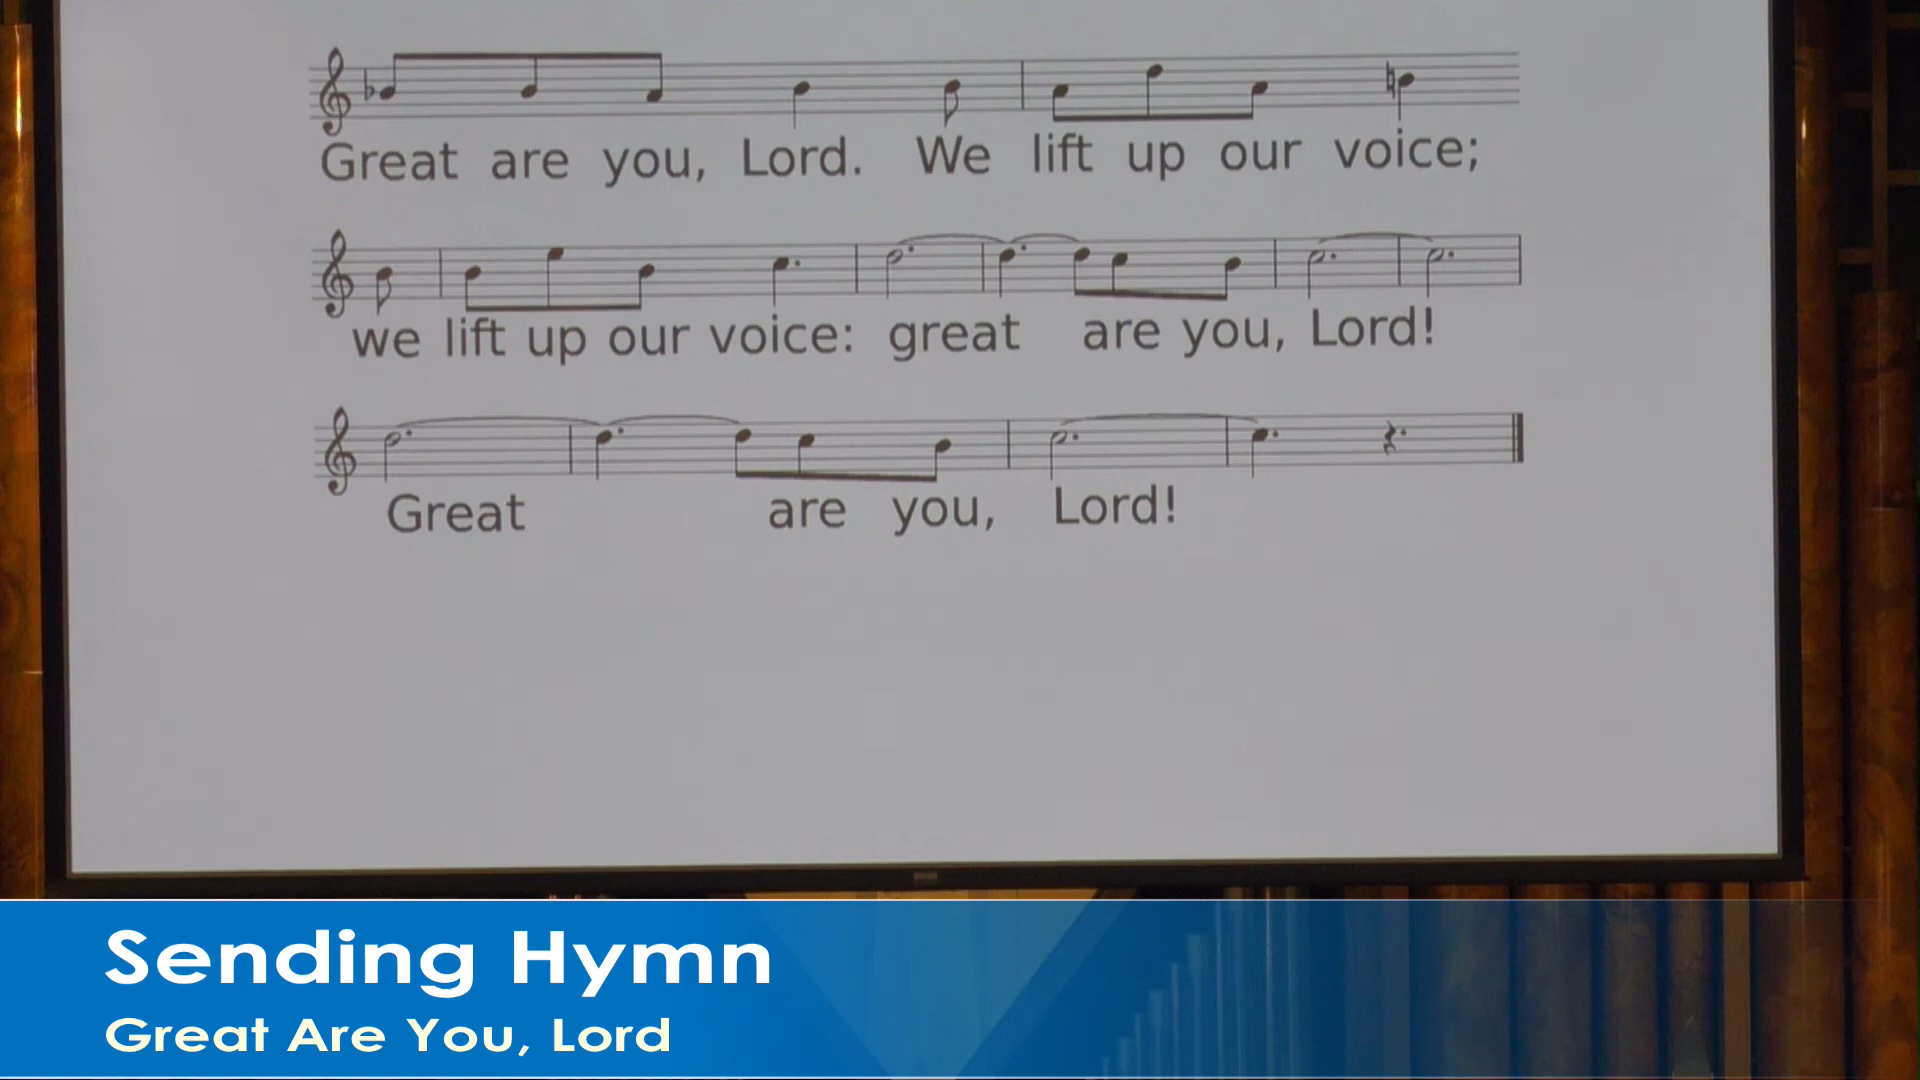 Great are you, Lord. We lift up our voice;
we lift up our voice: great are you, Lord!
Great are you, Lord!
Sending Hymn
Great Are You, Lord